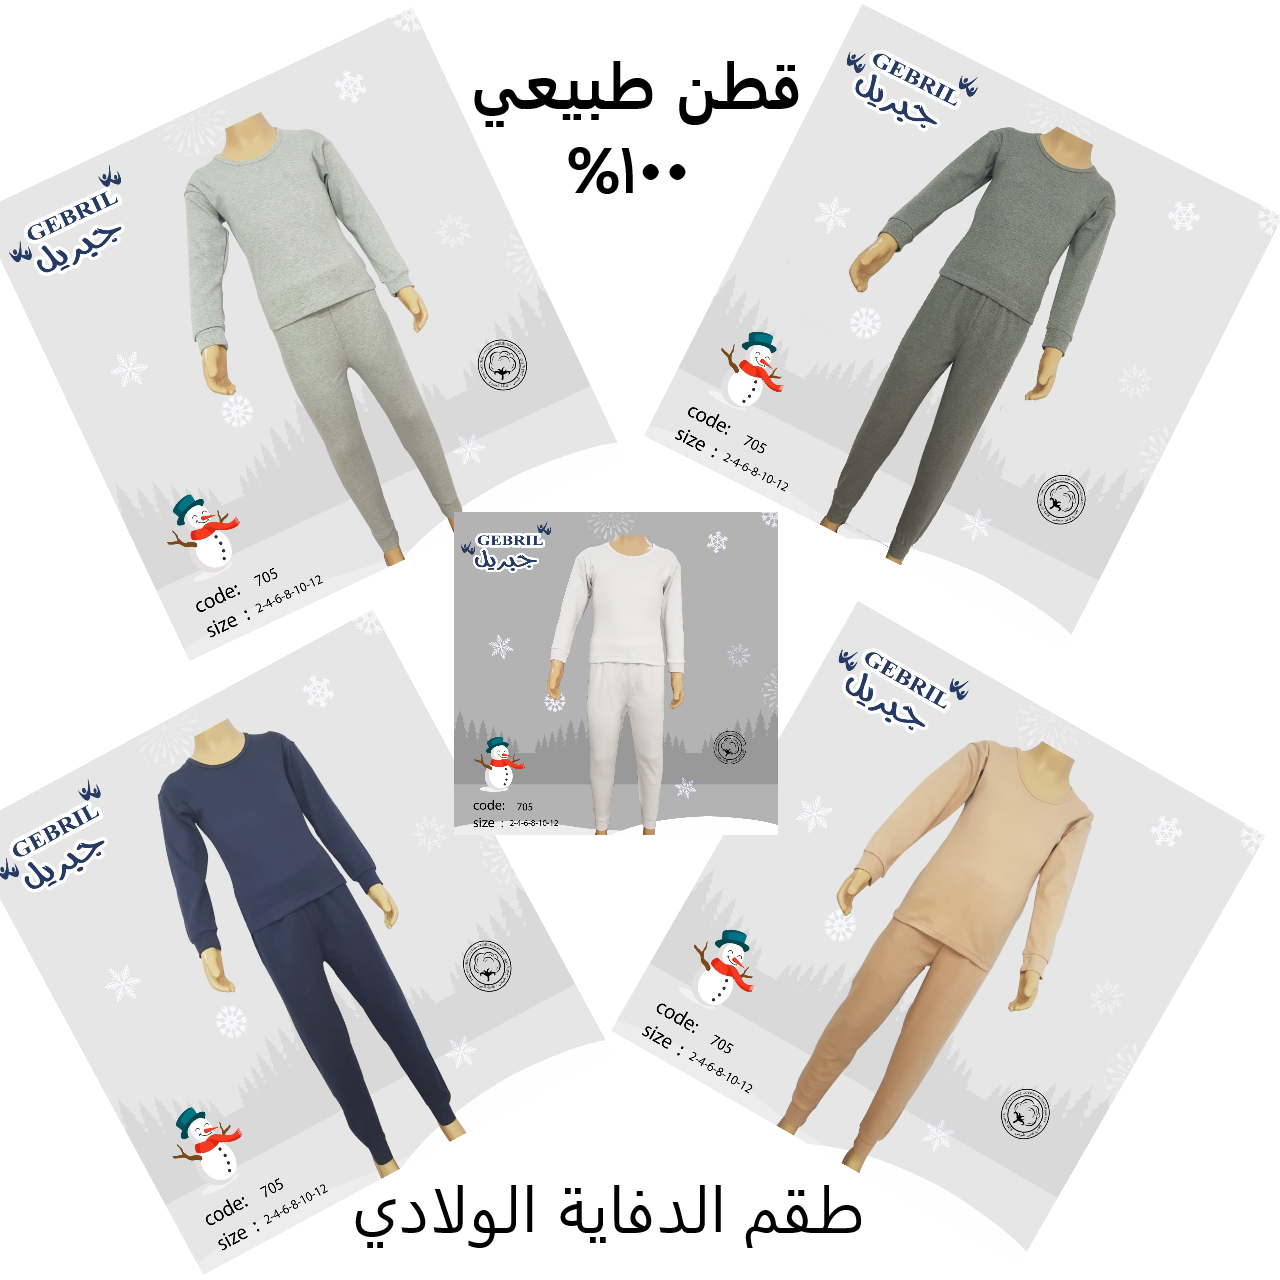 قطن طبيعي
%١٠٠
GEBRIL
جبريل
code: 705
size : 2-4-6-8-10-12
GEBRIL
جبريل
code: 705
size : 2-4-6-8-10-12
GEBRIL
جبريل
code: 705
size : 2-4-6-8-10-12
GEBRIL
جبريل
code: 705
size : 2-4-6-8-10-12
GEBRIL
جبريل
code: 705
size : 2-4-6-8-10-12
طقم الدفاية الولادي